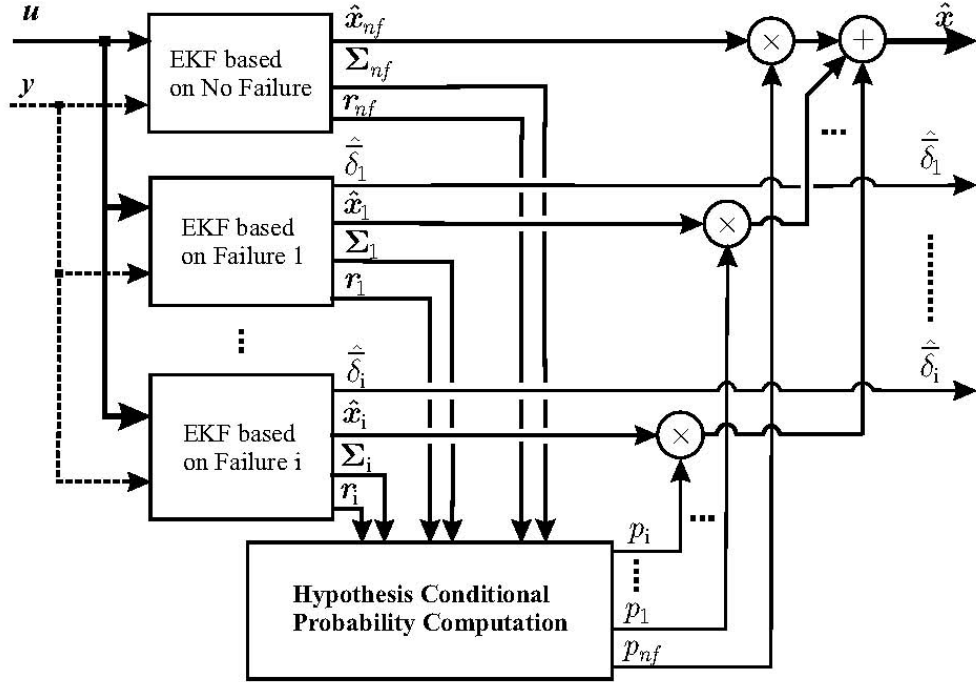 u
y
EKF based
on No Failure
x̂_nf
Σ_nf
r_nf
×
+
x̂
...
EKF based
on Failure 1
δ̄̂_1
x̂_1
Σ_1
r_1
×
δ̄̂_1
EKF based
on Failure i
δ̄̂_i
x̂_i
Σ_i
r_i
×
δ̄̂_i
...
Hypothesis Conditional
Probability Computation
p_i
p_1
p_nf